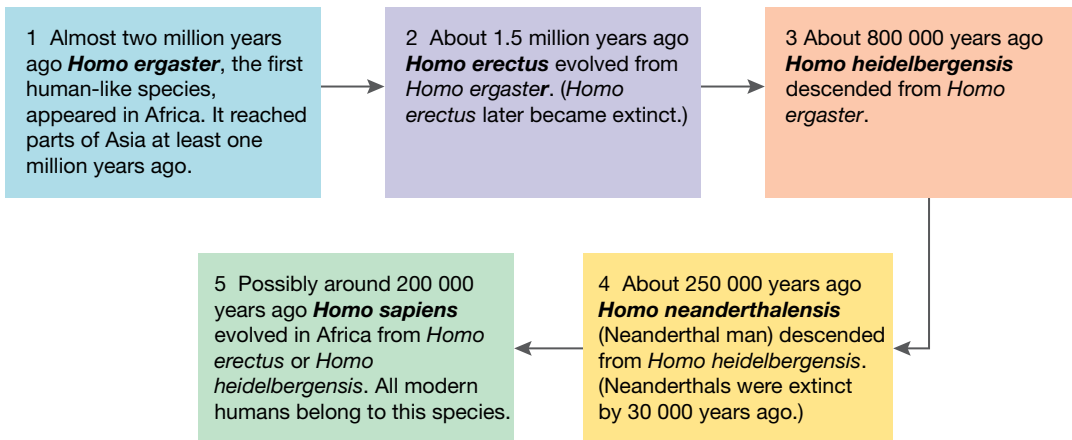 1 Almost two million years
ago Homo ergaster, the first
human-like species,
appeared in Africa. It reached
parts of Asia at least one
million years ago.
2 About 1.5 million years ago
Homo erectus evolved from
Homo ergaster. (Homo
erectus later became extinct.)
3 About 800 000 years ago
Homo heidelbergensis
descended from Homo
ergaster.
4 About 250 000 years ago
Homo neanderthalensis
(Neanderthal man) descended
from Homo heidelbergensis.
(Neanderthals were extinct
by 30 000 years ago.)
5 Possibly around 200 000
years ago Homo sapiens
evolved in Africa from Homo
erectus or Homo
heidelbergensis. All modern
humans belong to this species.